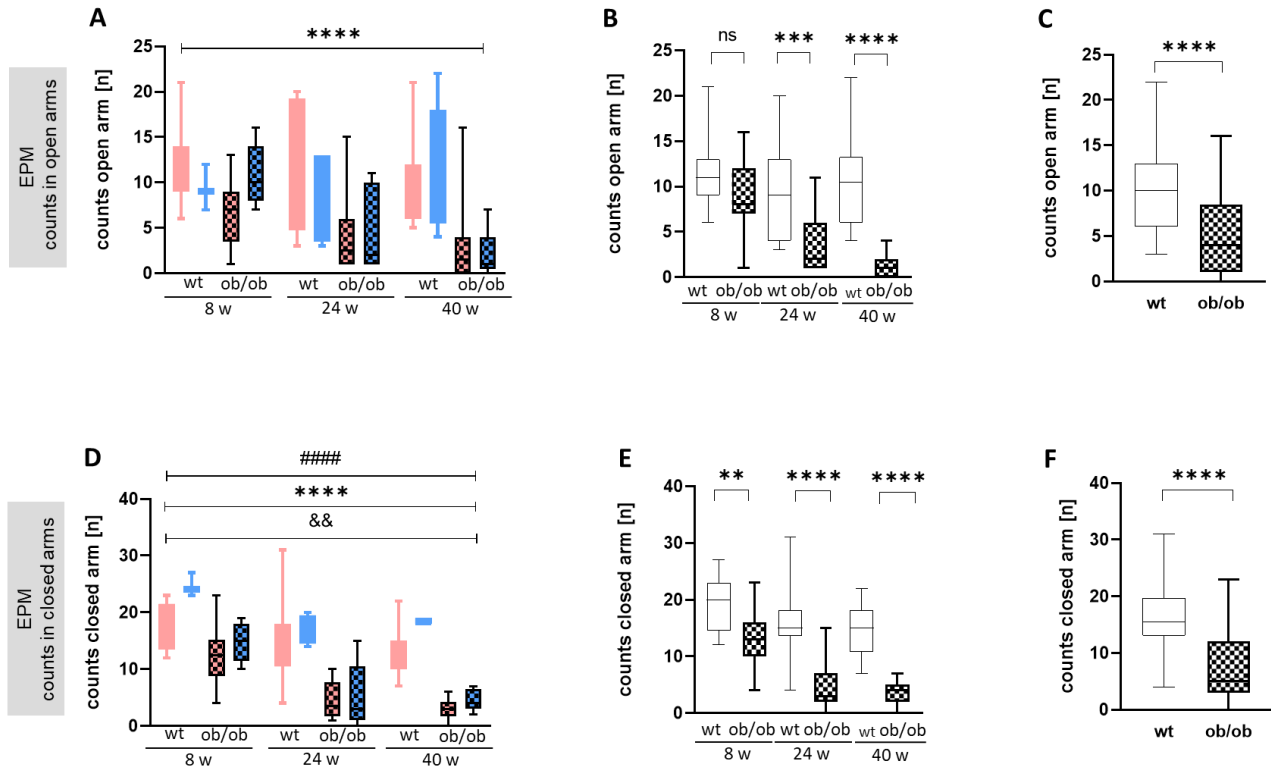 EPM
counts in open arms
A
****
counts open arm [n]
25
20
15
10
5
0
wt ob/ob wt ob/ob wt ob/ob
8 w 24 w 40 w
B
ns *** ****
counts open arm [n]
25
20
15
10
5
0
wt ob/ob wt ob/ob wt ob/ob
8 w 24 w 40 w
C
****
counts open arm [n]
25
20
15
10
5
0
wt ob/ob
EPM
counts in closed arms
D
####
****
&&
counts closed arm [n]
40
30
20
10
0
wt ob/ob wt ob/ob wt ob/ob
8 w 24 w 40 w
E
** **** ****
counts closed arm [n]
40
30
20
10
0
wt ob/ob wt ob/ob wt ob/ob
8 w 24 w 40 w
F
****
counts closed arm [n]
40
30
20
10
0
wt ob/ob